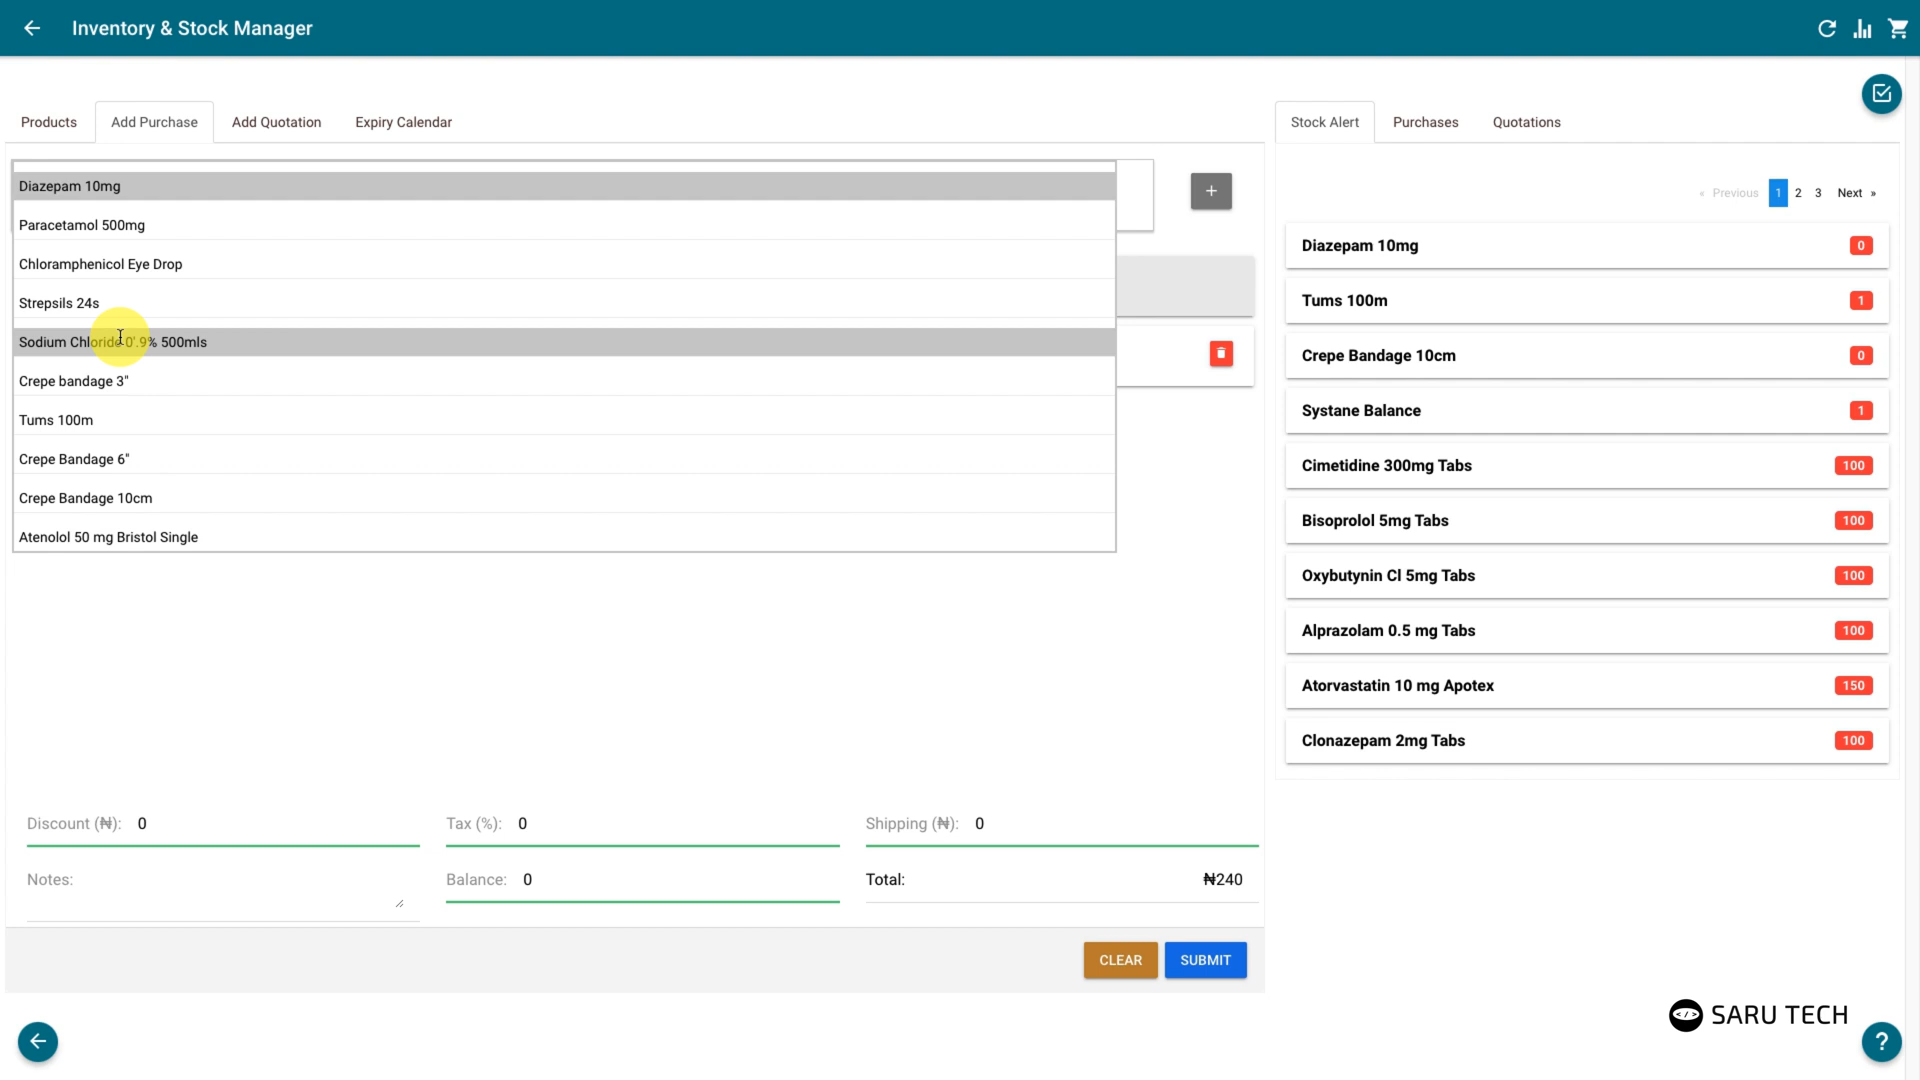 Inventory & Stock Manager
Products Add Purchase Add Quotation Expiry Calendar
Diazepam 10mg
Paracetamol 500mg
Chloramphenicol Eye Drop
Strepsils 24s
Sodium Chloride 0'.9% 500mls
Crepe bandage 3"
Tums 100m
Crepe Bandage 6"
Crepe Bandage 10cm
Atenolol 50 mg Bristol Single
+
Discount (₦): 0 Tax (%): 0 Shipping (₦): 0
Notes: Balance: 0 Total: ₦240
CLEAR SUBMIT
Stock Alert Purchases Quotations
« Previous 1 2 3 Next »
Diazepam 10mg 0
Tums 100m 1
Crepe Bandage 10cm 0
Systane Balance 1
Cimetidine 300mg Tabs 100
Bisoprolol 5mg Tabs 100
Oxybutynin Cl 5mg Tabs 100
Alprazolam 0.5 mg Tabs 100
Atorvastatin 10 mg Apotex 150
Clonazepam 2mg Tabs 100
</> SARU TECH
?